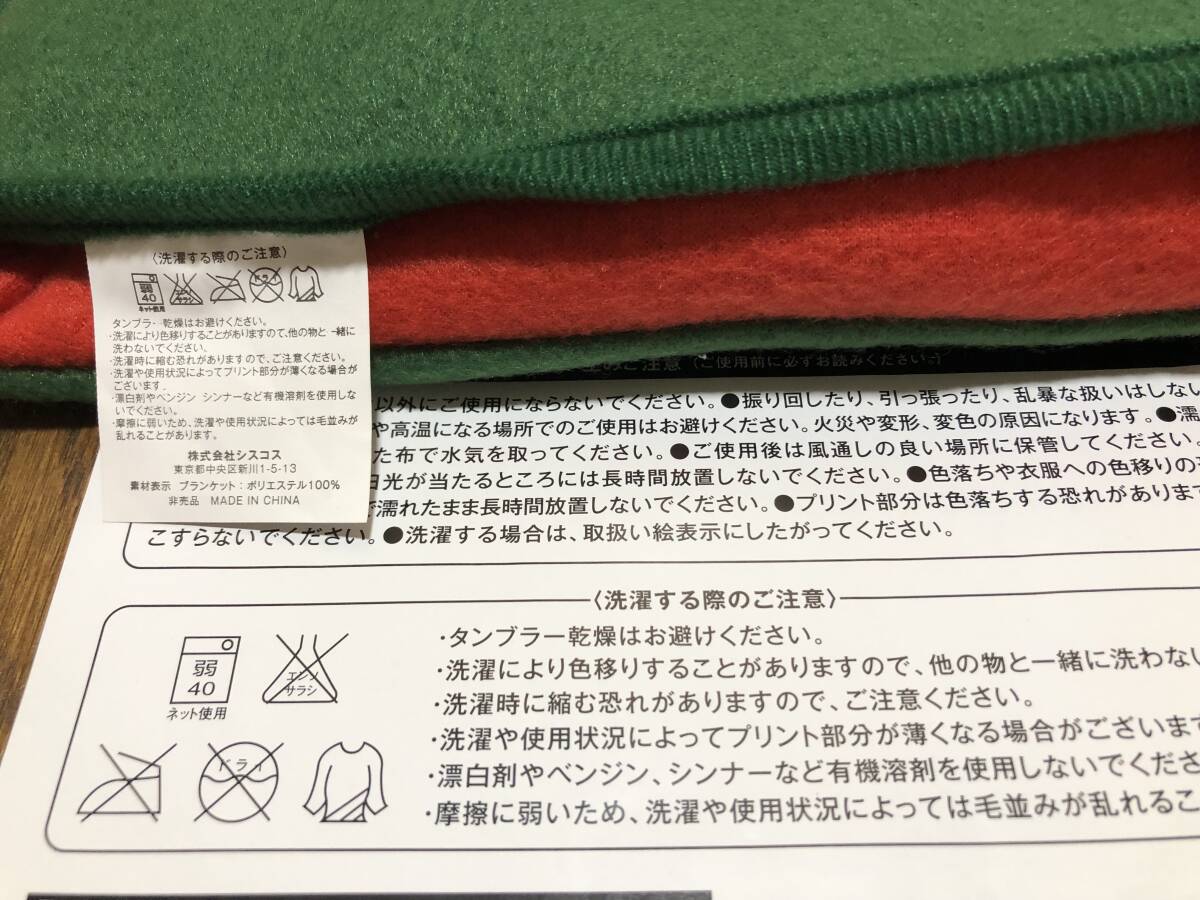 〈洗濯する際のご注意〉
弱
40
ネット使用
エンソ
サラシ
ドライ
タンブラー乾燥はお避けください。
・洗濯により色移りすることがありますので、他の物と一緒に
洗わないでください。
・洗濯時に縮む恐れがありますので、ご注意ください。
・洗濯や使用状況によってプリント部分が薄くなる場合が
ございます。
・漂白剤やベンジン シンナーなど有機溶剤を使用しな
いでください。
・摩擦に弱いため、洗濯や使用状況によっては毛並みが
乱れることがあります。
株式会社シスコス
東京都中央区新川1-5-13
素材表示 ブランケット：ポリエステル100%
非売品 MADE IN CHINA
のご注意（ご使用前に必ずお読みください。）
以外にご使用にならないでください。●振り回したり、引っ張ったり、乱暴な扱いはしない
や高温になる場所でのご使用はお避けください。火災や変形、変色の原因になります。●濡
た布で水気を取ってください。●ご使用後は風通しの良い場所に保管してください。
日光が当たるところには長時間放置しないでください。●色落ちや衣服への色移りの
で濡れたまま長時間放置しないでください。●プリント部分は色落ちする恐れがあります
こすらないでください。●洗濯する場合は、取扱い絵表示にしたがってください。
〈洗濯する際のご注意〉
弱
40
ネット使用
エンソ
サラシ
ドライ
・タンブラー乾燥はお避けください。
・洗濯により色移りすることがありますので、他の物と一緒に洗わない
・洗濯時に縮む恐れがありますので、ご注意ください。
・洗濯や使用状況によってプリント部分が薄くなる場合がございます
・漂白剤やベンジン、シンナーなど有機溶剤を使用しないでくださ
・摩擦に弱いため、洗濯や使用状況によっては毛並みが乱れるこ